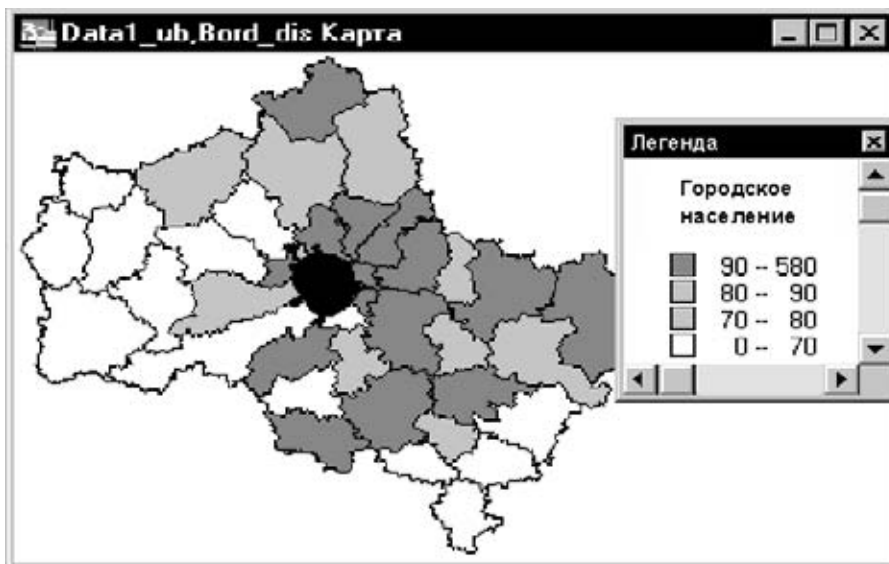 Data1_ub,Bord_dis Карта
Легенда
Городское
население
90 -- 580
80 -- 90
70 -- 80
0 -- 70